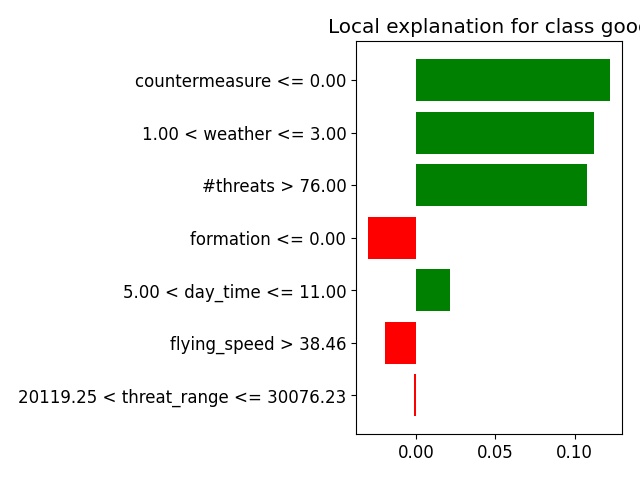 Local explanation for class good
countermeasure <= 0.00
1.00 < weather <= 3.00
#threats > 76.00
formation <= 0.00
5.00 < day_time <= 11.00
flying_speed > 38.46
20119.25 < threat_range <= 30076.23
0.00 0.05 0.10